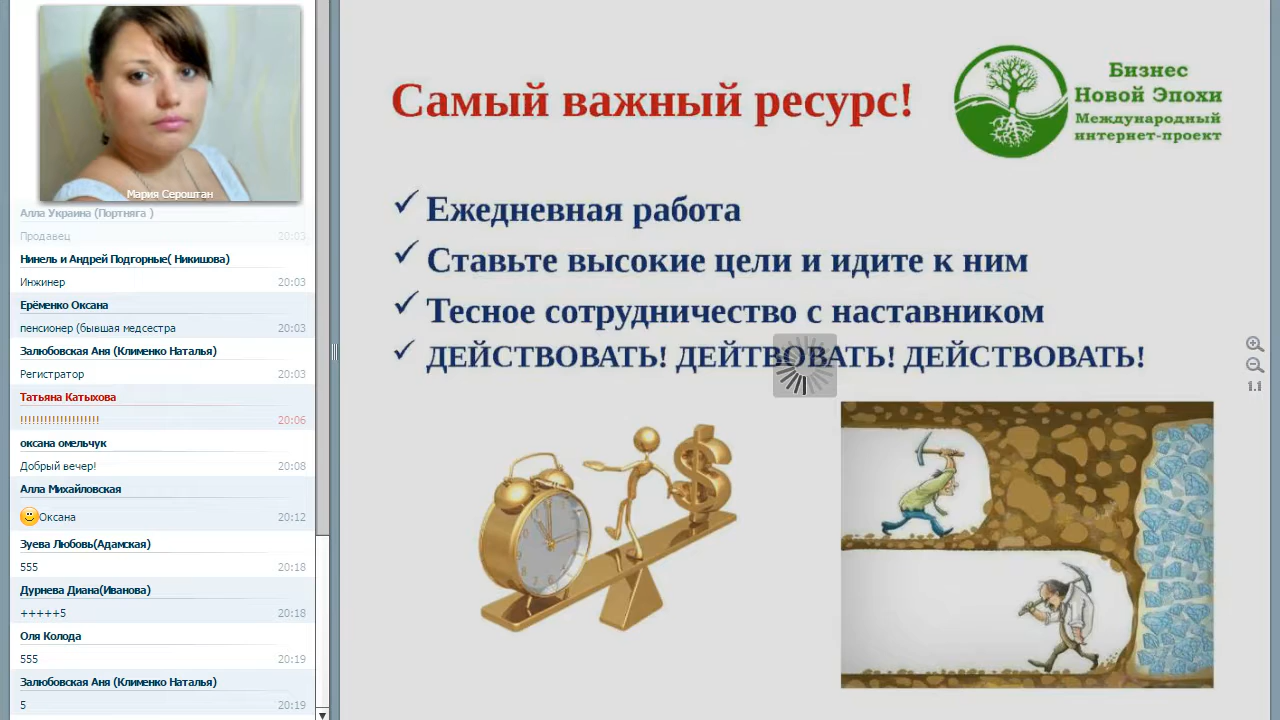 Мария Сероштан
Алла Украина (Портняга )
Продавец 20:03
Нинель и Андрей Подгорные( Никишова)
Инжинер 20:03
Ерёменко Оксана
пенсионер (бывшая медсестра 20:03
Залюбовская Аня (Клименко Наталья)
Регистратор 20:03
Татьяна Катыхова
!!!!!!!!!!!!!!!!!!!! 20:06
оксана омельчук
Добрый вечер! 20:08
Алла Михайловская
Оксана 20:12
Зуева Любовь(Адамская)
555 20:18
Дурнева Диана(Иванова)
+++++5 20:18
Оля Колода
555 20:19
Залюбовская Аня (Клименко Наталья)
5 20:19
Самый важный ресурс!
Бизнес
Новой Эпохи
Международный
интернет-проект
Ежедневная работа
Ставьте высокие цели и идите к ним
Тесное сотрудничество с наставником
ДЕЙСТВОВАТЬ! ДЕЙТВОВАТЬ! ДЕЙСТВОВАТЬ!
1.1